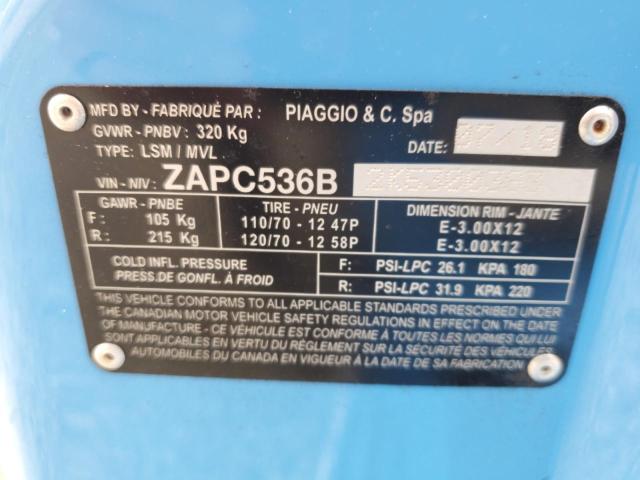 MFD BY - FABRIQUÉ PAR : PIAGGIO & C. Spa
GVWR - PNBV : 320 Kg
TYPE: LSM / MVL DATE: 07/18
VIN - NIV: ZAPC536B
GAWR - PNBE
F: 105 Kg
R: 215 Kg
TIRE - PNEU
110/70 - 12 47P
120/70 - 12 58P
DIMENSION RIM - JANTE
E-3.00X12
E-3.00X12
COLD INFL. PRESSURE
PRESS.DE GONFL. À FROID
F: PSI-LPC 26.1 KPA 180
R: PSI-LPC 31.9 KPA 220
THIS VEHICLE CONFORMS TO ALL APPLICABLE STANDARDS PRESCRIBED UNDER
THE CANADIAN MOTOR VEHICLE SAFETY REGULATIONS IN EFFECT ON THE DATE
OF MANUFACTURE - CE VÉHICULE EST CONFORME À TOUTES LES NORMES QUI LUI
SONT APPLICABLES EN VERTU DU RÉGLEMENT SUR LA SÉCURITÉ DES VÉHICULES
AUTOMOBILES DU CANADA EN VIGUEUR À LA DATE DE SA FABRICATION